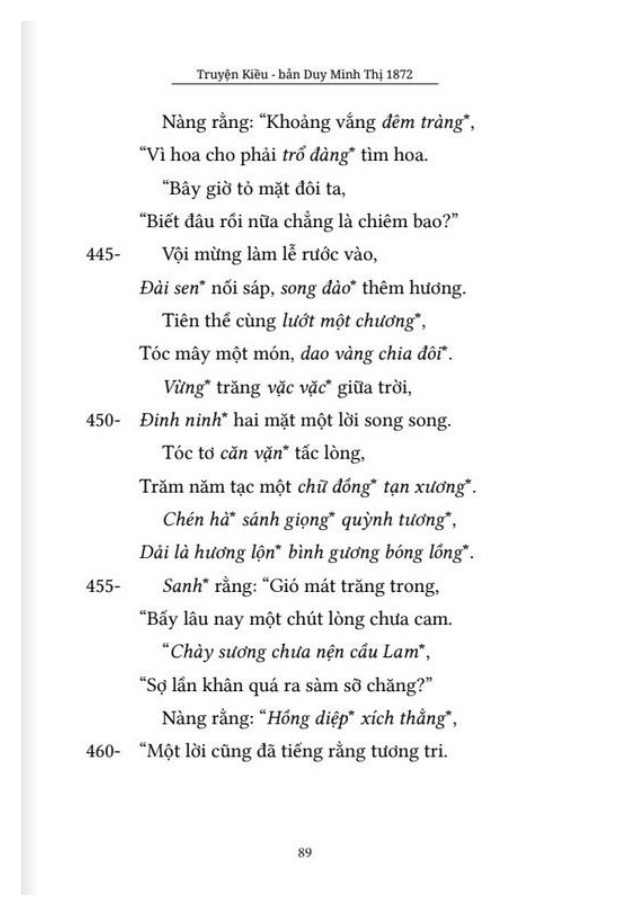 Truyện Kiều - bản Duy Minh Thị 1872
Nàng rằng: “Khoảng vắng đêm tràng*,
“Vì hoa cho phải trổ đàng* tìm hoa.
“Bây giờ tỏ mặt đôi ta,
“Biết đâu rồi nữa chẳng là chiêm bao?”
445- Vội mừng làm lễ rước vào,
Đài sen* nối sáp, song đào* thêm hương.
Tiên thề cùng lướt một chương*,
Tóc mây một món, dao vàng chia đôi*.
Vừng* trăng vặc vặc* giữa trời,
450- Đinh ninh* hai mặt một lời song song.
Tóc tơ căn vặn* tấc lòng,
Trăm năm tạc một chữ đồng* tạn xương*.
Chén hà* sánh giọng* quỳnh tương*,
Dải là hương lộn* bình gương bóng lồng*.
455- Sanh* rằng: “Gió mát trăng trong,
“Bấy lâu nay một chút lòng chưa cam.
“Chày sương chưa nện cầu Lam*,
“Sợ lần khân quá ra sàm sỡ chăng?”
Nàng rằng: “Hồng diệp* xích thằng*,
460- “Một lời cũng đã tiếng rằng tương tri.
89